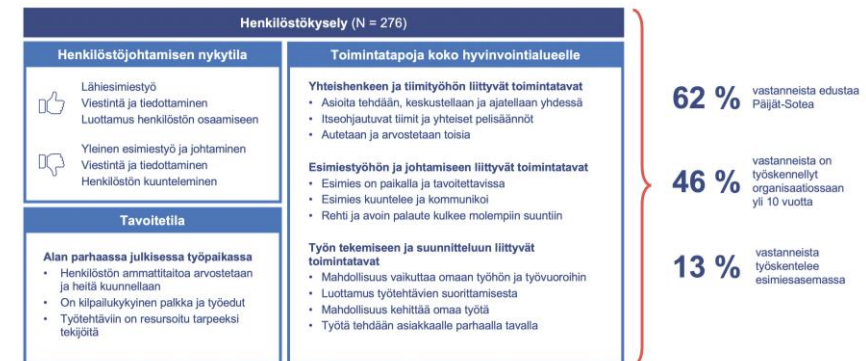 Henkilöstökysely (N = 276)
Henkilöstöjohtamisen nykytila
Lähiesimiestyö
Viestintä ja tiedottaminen
Luottamus henkilöstön osaamiseen
Yleinen esimiestyö ja johtaminen
Viestintä ja tiedottaminen
Henkilöstön kuunteleminen
Tavoitetila
Alan parhaassa julkisessa työpaikassa
• Henkilöstön ammattitaitoa arvostetaan
ja heitä kuunnellaan
• On kilpailukykyinen palkka ja työedut
• Työtehtäviin on resursoitu tarpeeksi
tekijöitä
Toimintatapoja koko hyvinvointialueelle
Yhteishenkeen ja tiimityöhön liittyvät toimintatavat
• Asioita tehdään, keskustellaan ja ajatellaan yhdessä
• Itseohjautuvat tiimit ja yhteiset pelisäännöt
• Autetaan ja arvostetaan toisia
Esimiestyöhön ja johtamiseen liittyvät toimintatavat
• Esimies on paikalla ja tavoitettavissa
• Esimies kuuntelee ja kommunikoi
• Rehti ja avoin palaute kulkee molempiin suuntiin
Työn tekemiseen ja suunnitteluun liittyvät
toimintatavat
• Mahdollisuus vaikuttaa omaan työhön ja työvuoroihin
• Luottamus työtehtävien suorittamisesta
• Mahdollisuus kehittää omaa työtä
• Työtä tehdään asiakkaalle parhaalla tavalla
62 %
vastanneista edustaa
Päijät-Sotea
46 %
vastanneista on
työskennellyt
organisaatiossaan
yli 10 vuotta
13 %
vastanneista
työskentelee
esimiesasemassa